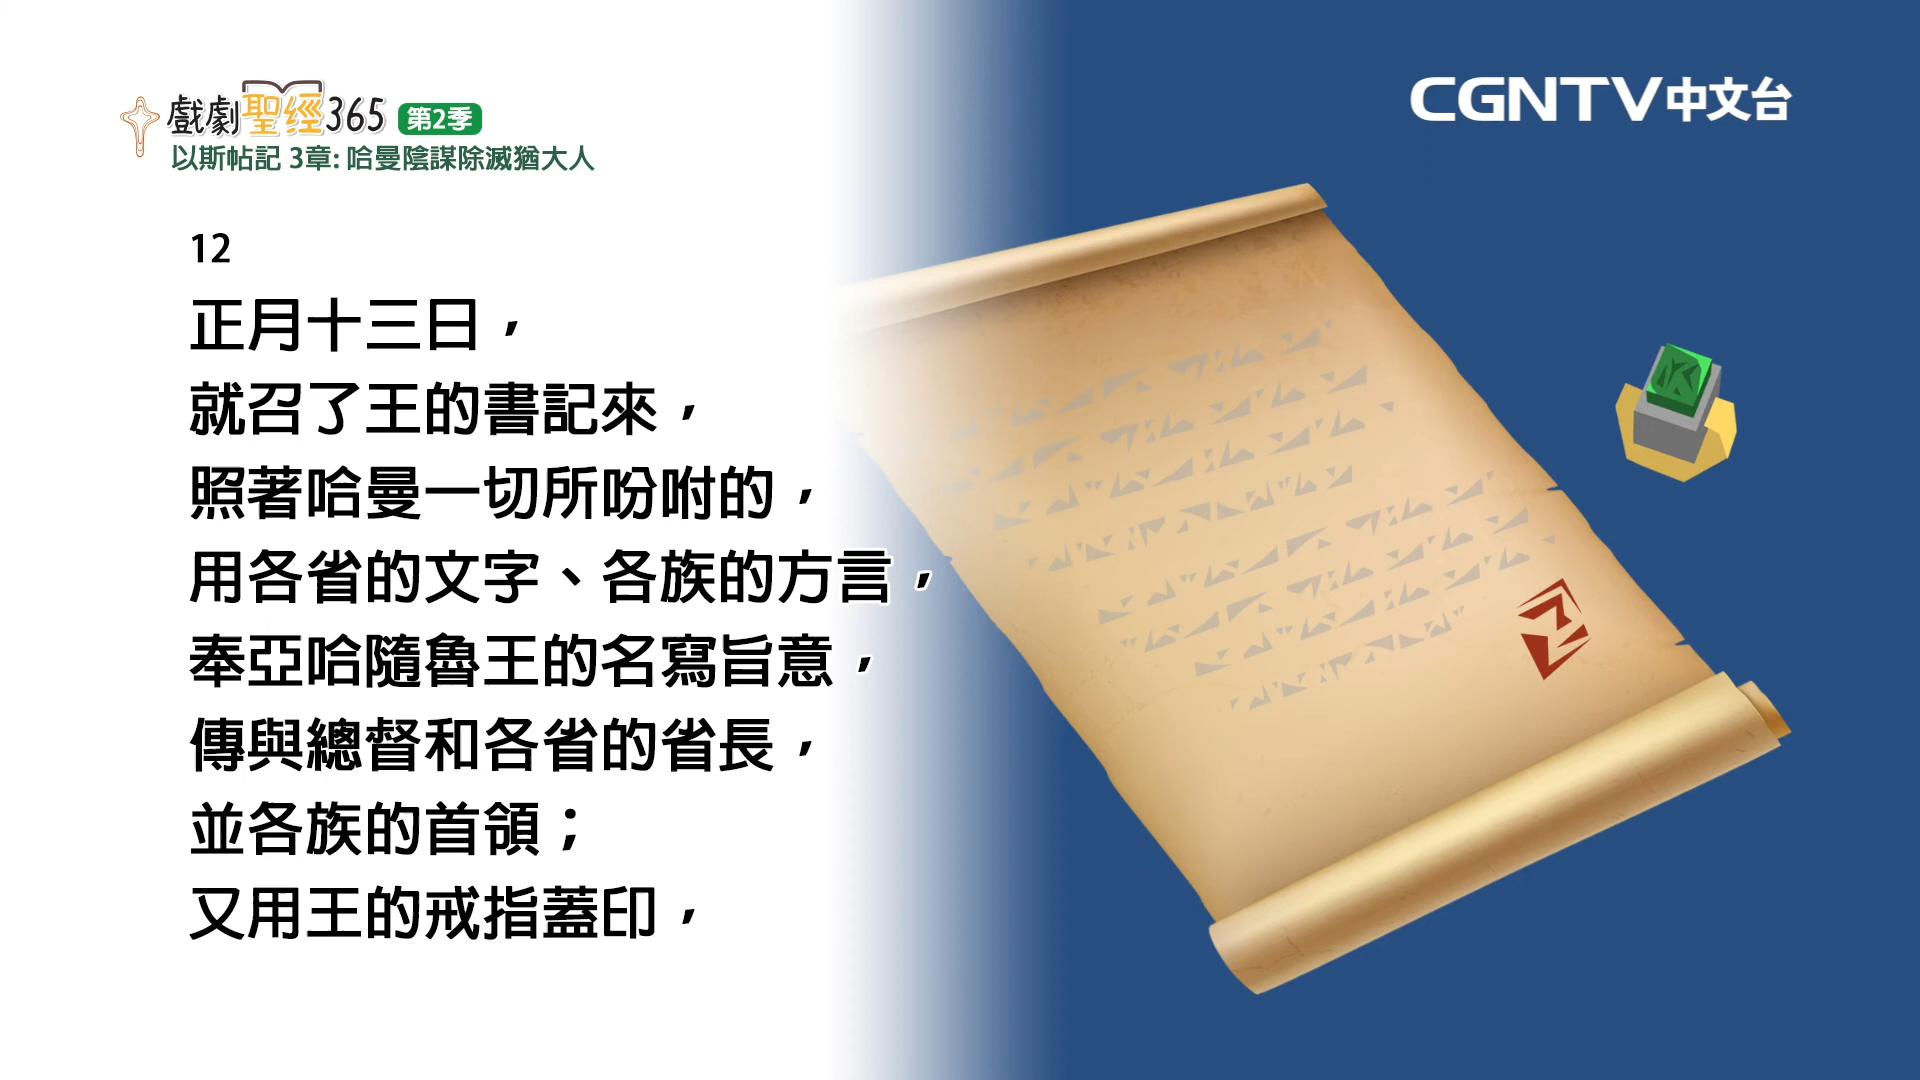 戲劇聖經365 第2季
以斯帖記 3章: 哈曼陰謀除滅猶大人
CGNTV中文台
12
正月十三日，
就召了王的書記來，
照著哈曼一切所吩咐的，
用各省的文字、各族的方言，
奉亞哈隨魯王的名寫旨意，
傳與總督和各省的省長，
並各族的首領；
又用王的戒指蓋印，